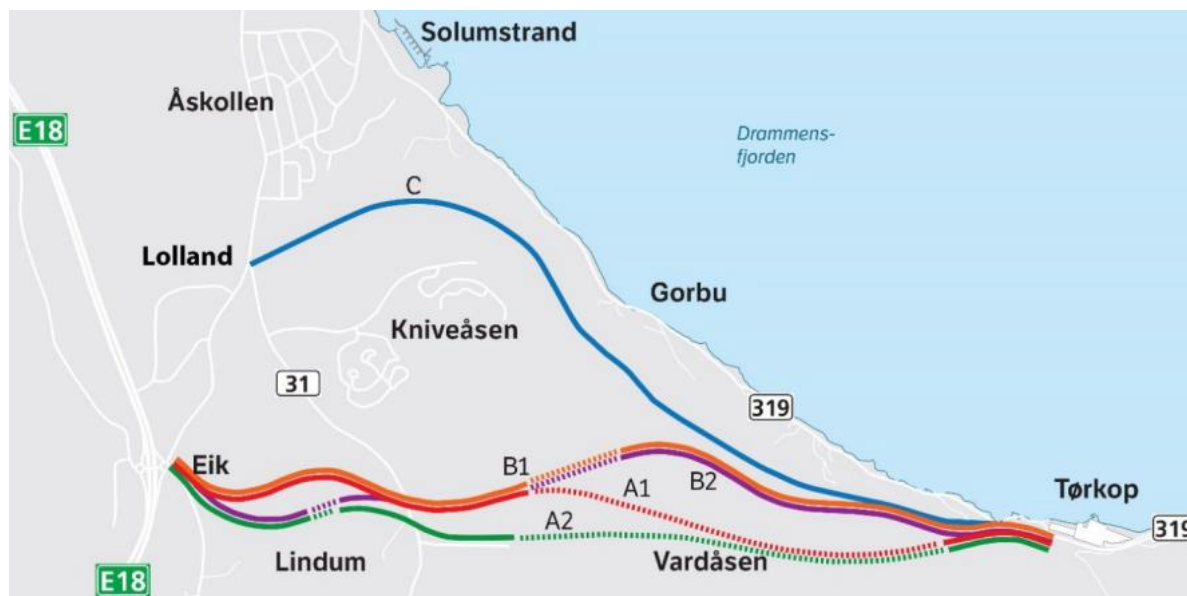 Solumstrand
Åskollen
E18
Drammens-
fjorden
C
Lolland
Gorbu
Kniveåsen
31
319
Eik
B1
B2
A1
Tørkop
A2
319
Lindum
Vardåsen
E18